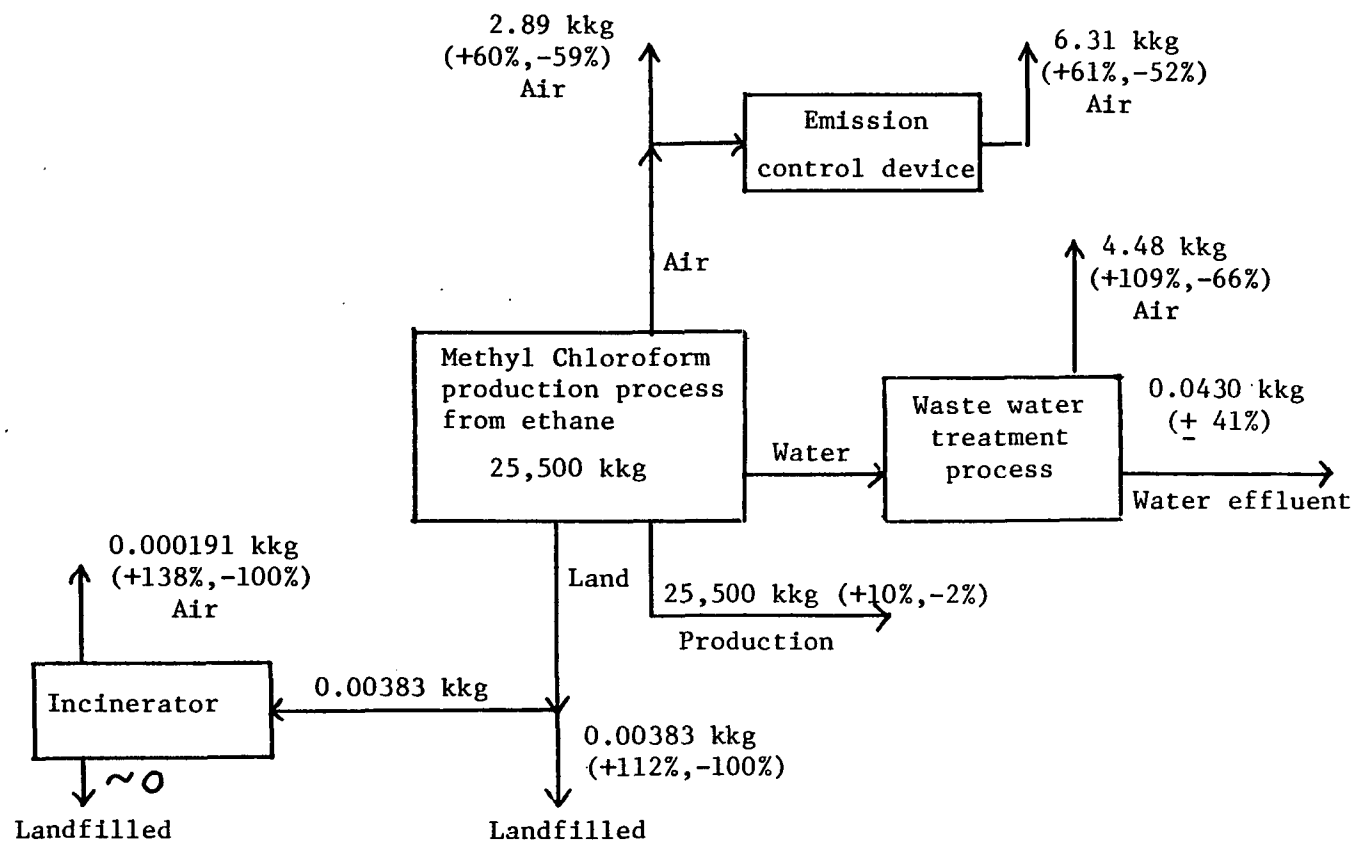 2.89 kkg
(+60%,-59%)
Air
6.31 kkg
(+61%,-52%)
Air
Emission
control device
Air
4.48 kkg
(+109%,-66%)
Air
Methyl Chloroform
production process
from ethane
25,500 kkg
Water
Waste water
treatment
process
0.0430 kkg
(± 41%)
Water effluent
0.000191 kkg
(+138%,-100%)
Air
Land
25,500 kkg (+10%,-2%)
Production
Incinerator
0.00383 kkg
0.00383 kkg
(+112%,-100%)
~0
Landfilled
Landfilled